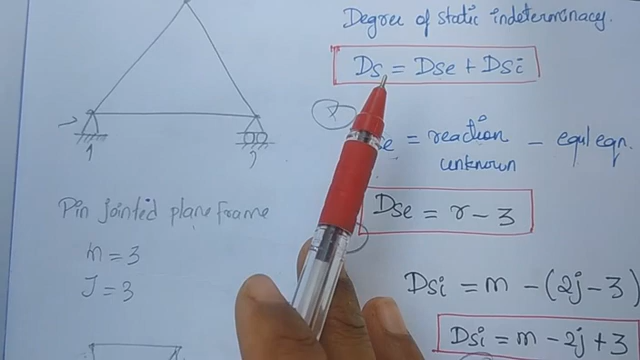 Degree of static indeterminacy.
Ds = Dse + Dsi
= reaction unknown - equl eqn.
Dse = r - 3
Dsi = m - (2j - 3)
Dsi = m - 2j + 3
1
Pin jointed plane frame
m = 3
J = 3